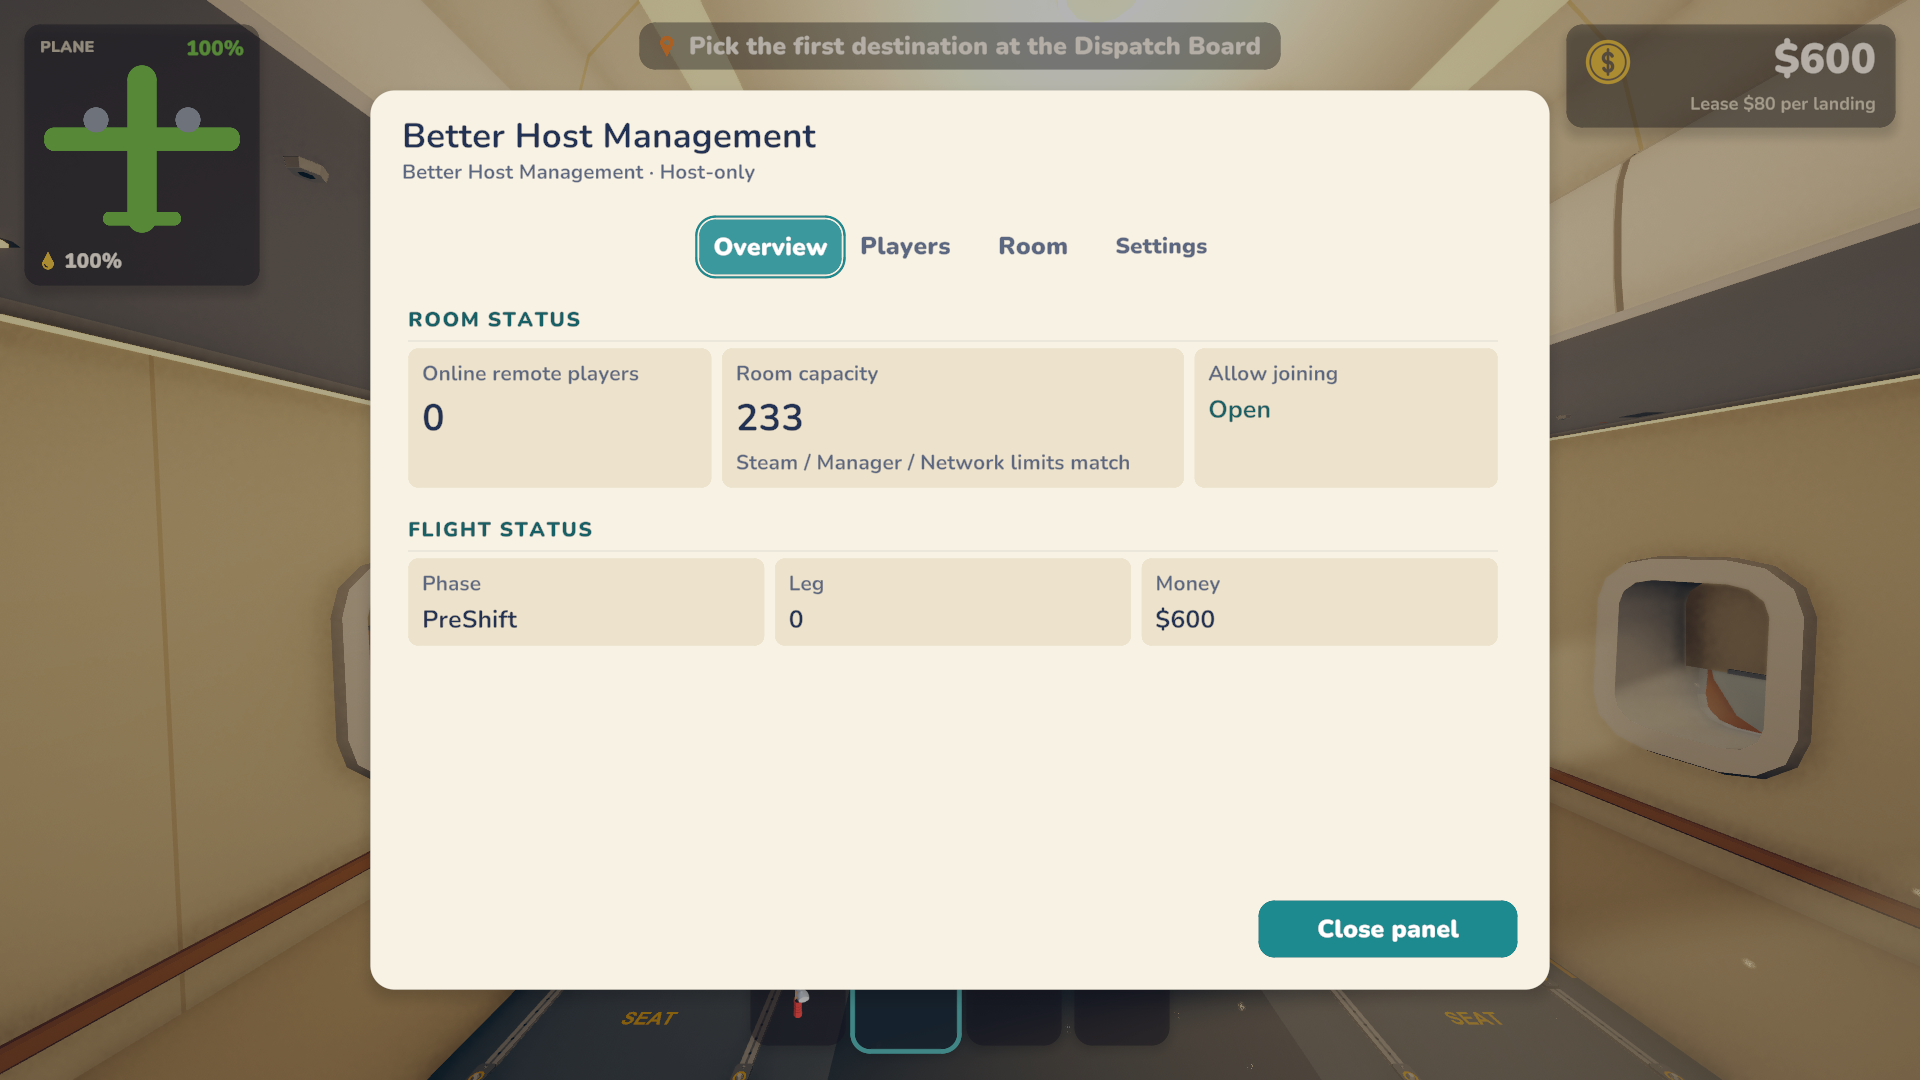 PLANE 100%
100%
Pick the first destination at the Dispatch Board
$600
Lease $80 per landing
Better Host Management
Better Host Management · Host-only
Overview Players Room Settings
ROOM STATUS
Online remote players
0
Room capacity
233
Steam / Manager / Network limits match
Allow joining
Open
FLIGHT STATUS
Phase
PreShift
Leg
0
Money
$600
Close panel
SEAT
SEAT